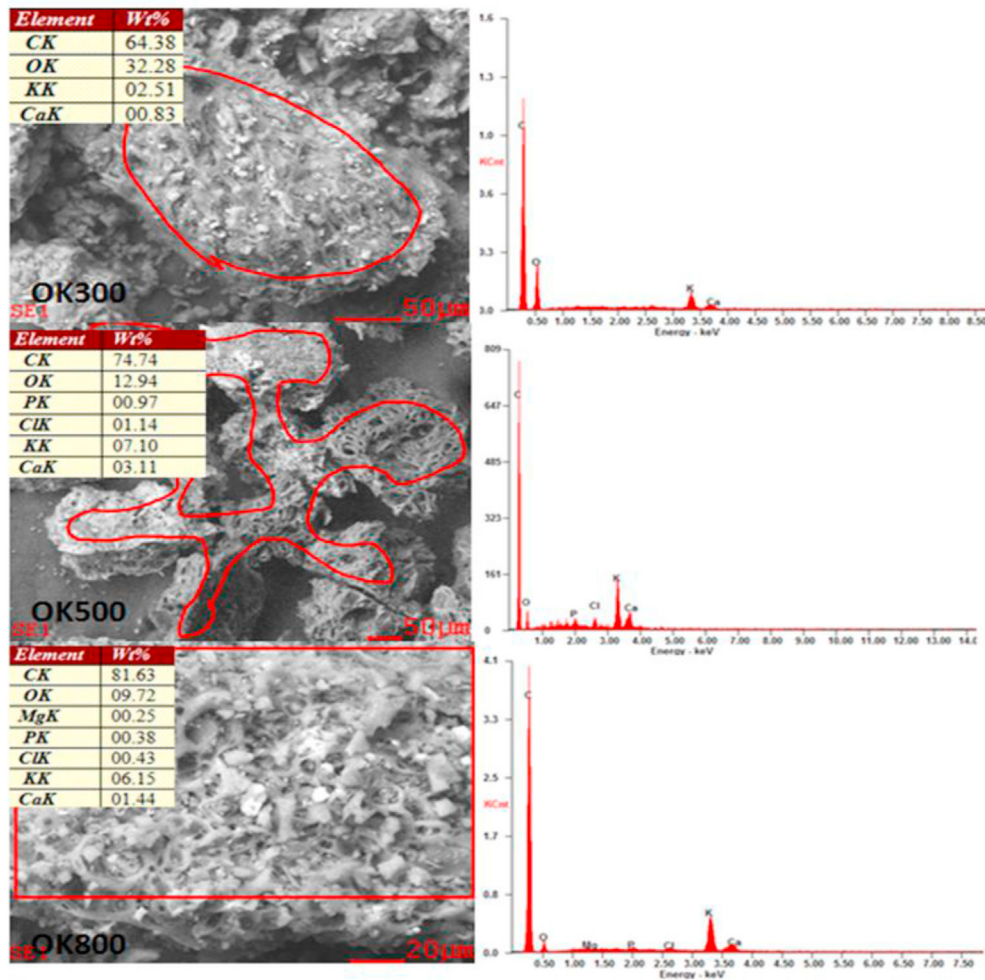 Element Wt%
CK 64.38
OK 32.28
KK 02.51
CaK 00.83
OK300
SE1
50μm
1.6
1.3
1.0
KCnt
0.6
0.3
0.0
C
O
K
Ca
0.50 1.00 1.50 2.00 2.50 3.00 3.50 4.00 4.50 5.00 5.50 6.00 6.50 7.00 7.50 8.00 8.50
Energy - keV
Element Wt%
CK 74.74
OK 12.94
PK 00.97
ClK 01.14
KK 07.10
CaK 03.11
OK500
SE1
50μm
809
647
485
323
161
0
C
O
P
Cl
K
Ca
1.00 2.00 3.00 4.00 5.00 6.00 7.00 8.00 9.00 10.00 11.00 12.00 13.00 14.0
Energy - keV
Element Wt%
CK 81.63
OK 09.72
MgK 00.25
PK 00.38
ClK 00.43
KK 06.15
CaK 01.44
OK800
SE1
20μm
4.1
3.3
2.5
KCnt
1.7
0.8
0.0
C
O
Mg
P
Cl
K
Ca
0.50 1.00 1.50 2.00 2.50 3.00 3.50 4.00 4.50 5.00 5.50 6.00 6.50 7.00 7.50
Energy - keV